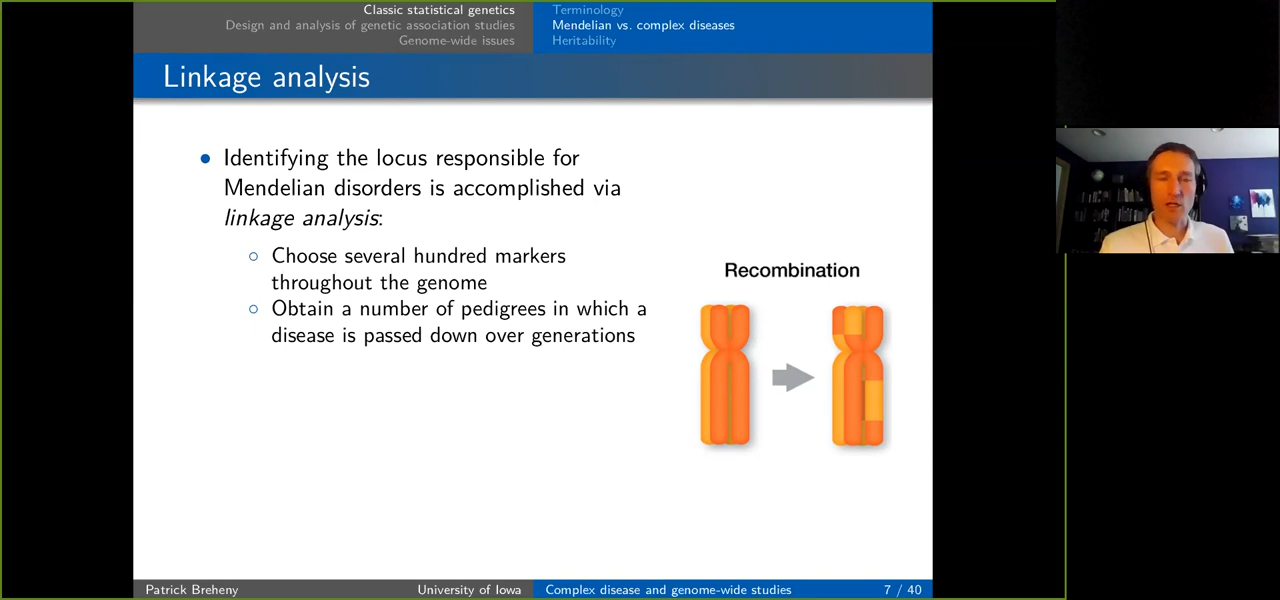 Classic statistical genetics
Design and analysis of genetic association studies
Genome-wide issues
Terminology
Mendelian vs. complex diseases
Heritability
Linkage analysis
• Identifying the locus responsible for
Mendelian disorders is accomplished via
linkage analysis:
○ Choose several hundred markers
throughout the genome
○ Obtain a number of pedigrees in which a
disease is passed down over generations
Recombination
Patrick Breheny
University of Iowa
Complex disease and genome-wide studies
7 / 40